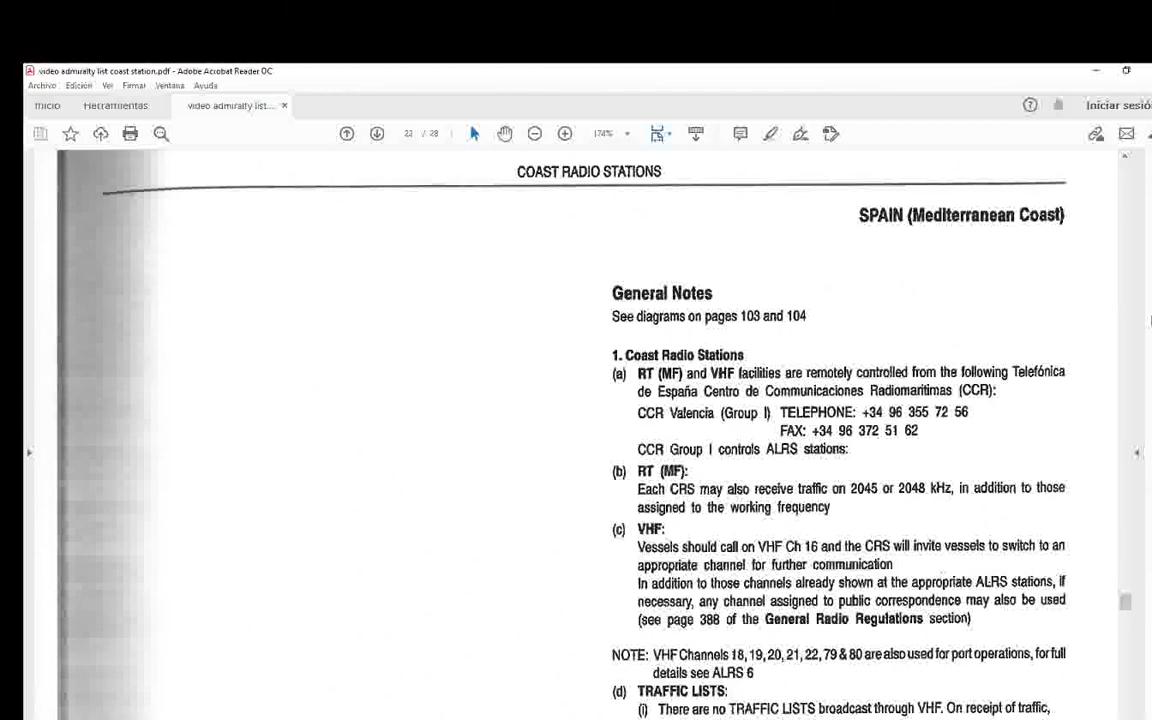 video admiralty list coast station.pdf - Adobe Acrobat Reader DC
Archivo Edición Ver Firmar Ventana Ayuda
Inicio Herramientas video admiralty list... × Iniciar sesió
22 / 28 174%
COAST RADIO STATIONS
SPAIN (Mediterranean Coast)
General Notes
See diagrams on pages 103 and 104
1. Coast Radio Stations
(a) RT (MF) and VHF facilities are remotely controlled from the following Telefónica
de España Centro de Communicaciones Radiomaritimas (CCR):
CCR Valencia (Group I) TELEPHONE: +34 96 355 72 56
FAX: +34 96 372 51 62
CCR Group I controls ALRS stations:
(b) RT (MF):
Each CRS may also receive traffic on 2045 or 2048 kHz, in addition to those
assigned to the working frequency
(c) VHF:
Vessels should call on VHF Ch 16 and the CRS will invite vessels to switch to an
appropriate channel for further communication
In addition to those channels already shown at the appropriate ALRS stations, if
necessary, any channel assigned to public correspondence may also be used
(see page 388 of the General Radio Regulations section)
NOTE: VHF Channels 18, 19, 20, 21, 22, 79 & 80 are also used for port operations, for full
details see ALRS 6
(d) TRAFFIC LISTS:
(i) There are no TRAFFIC LISTS broadcast through VHF. On receipt of traffic,